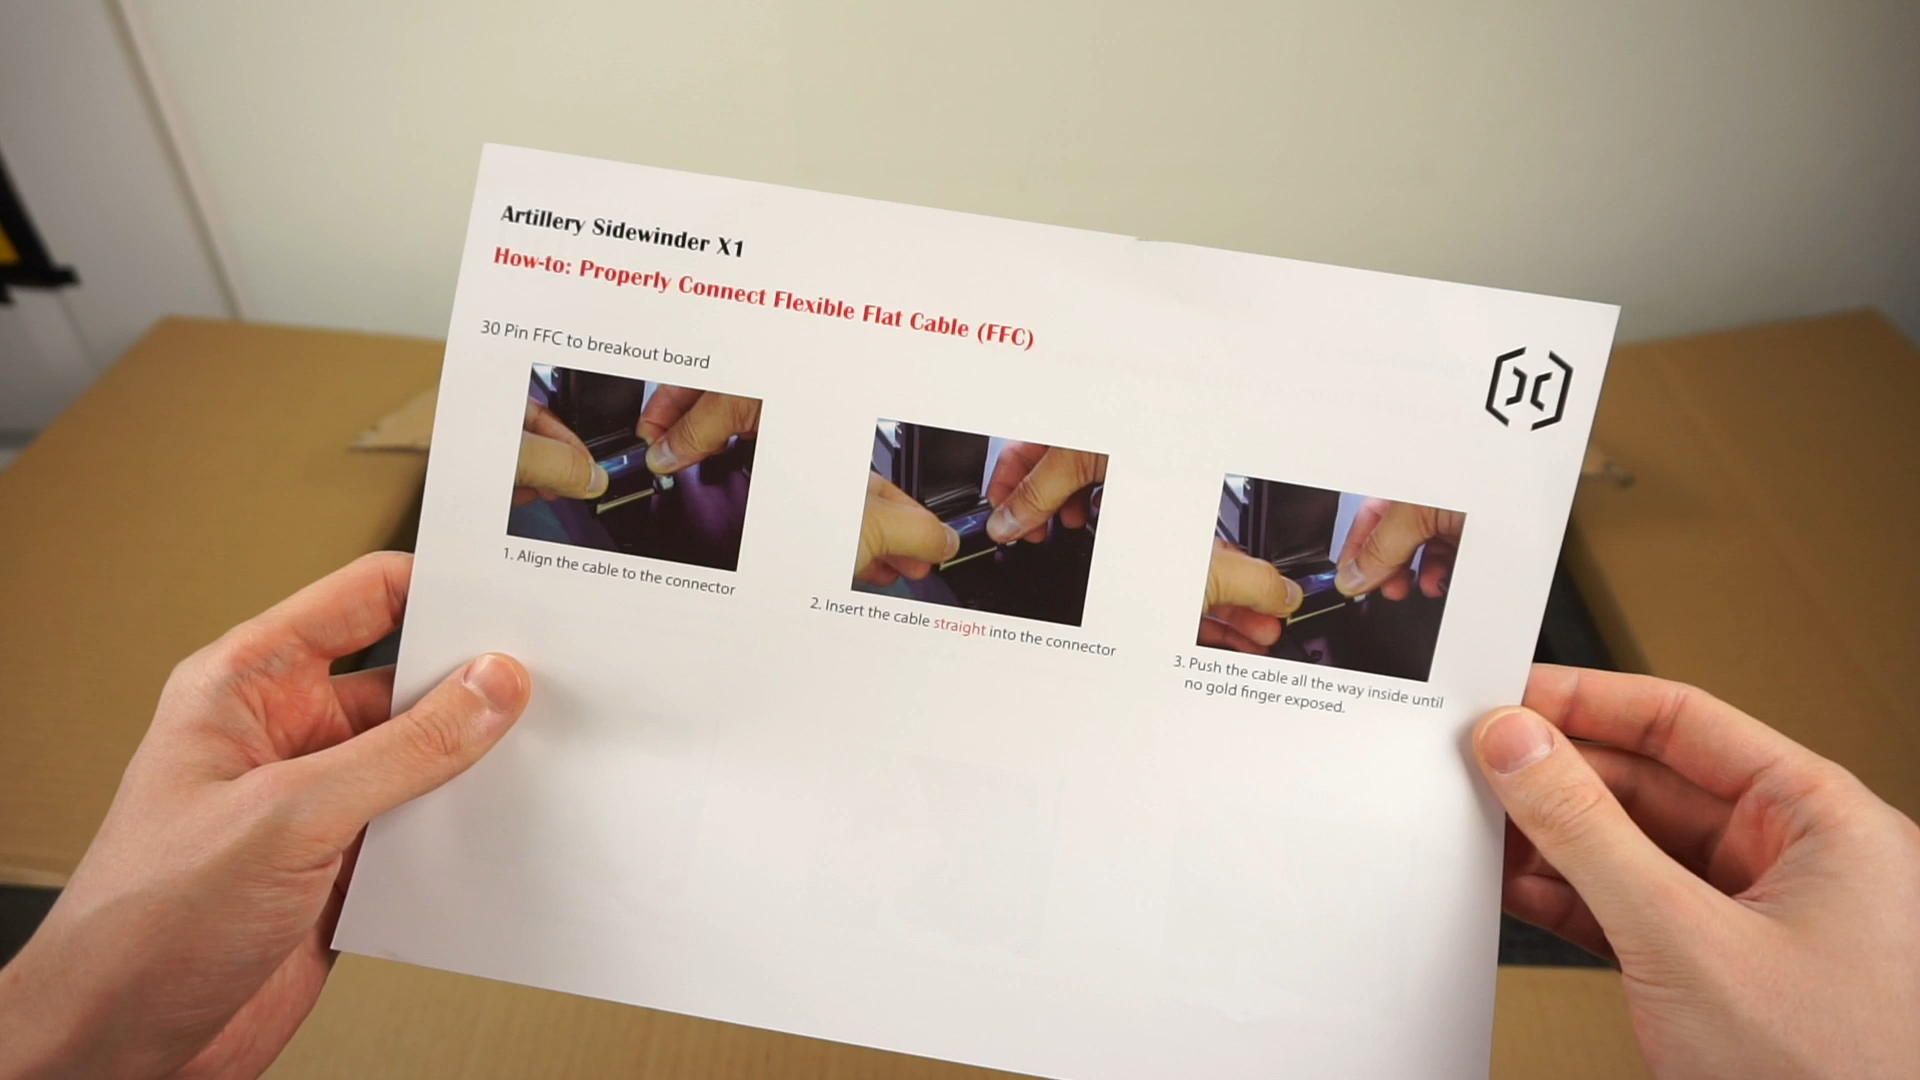 Artillery Sidewinder X1
How-to: Properly Connect Flexible Flat Cable (FFC)
30 Pin FFC to breakout board
1. Align the cable to the connector
2. Insert the cable straight into the connector
3. Push the cable all the way inside until
no gold finger exposed.